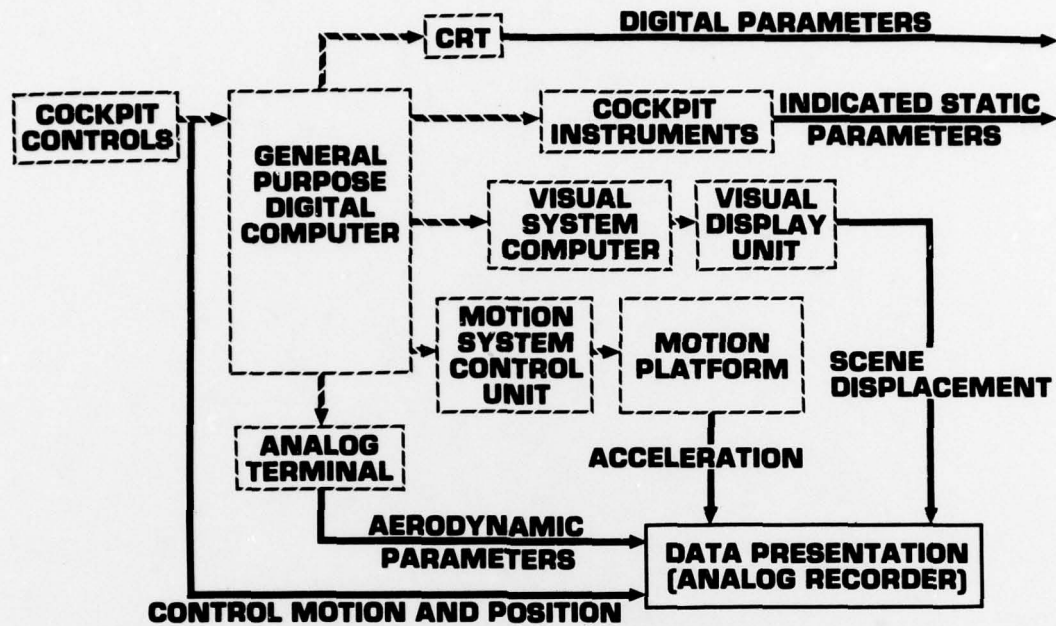 CRT
DIGITAL PARAMETERS
COCKPIT
CONTROLS
GENERAL
PURPOSE
DIGITAL
COMPUTER
COCKPIT
INSTRUMENTS
INDICATED STATIC
PARAMETERS
VISUAL
SYSTEM
COMPUTER
VISUAL
DISPLAY
UNIT
MOTION
SYSTEM
CONTROL
UNIT
MOTION
PLATFORM
SCENE
DISPLACEMENT
ANALOG
TERMINAL
ACCELERATION
AERODYNAMIC
PARAMETERS
DATA PRESENTATION
(ANALOG RECORDER)
CONTROL MOTION AND POSITION